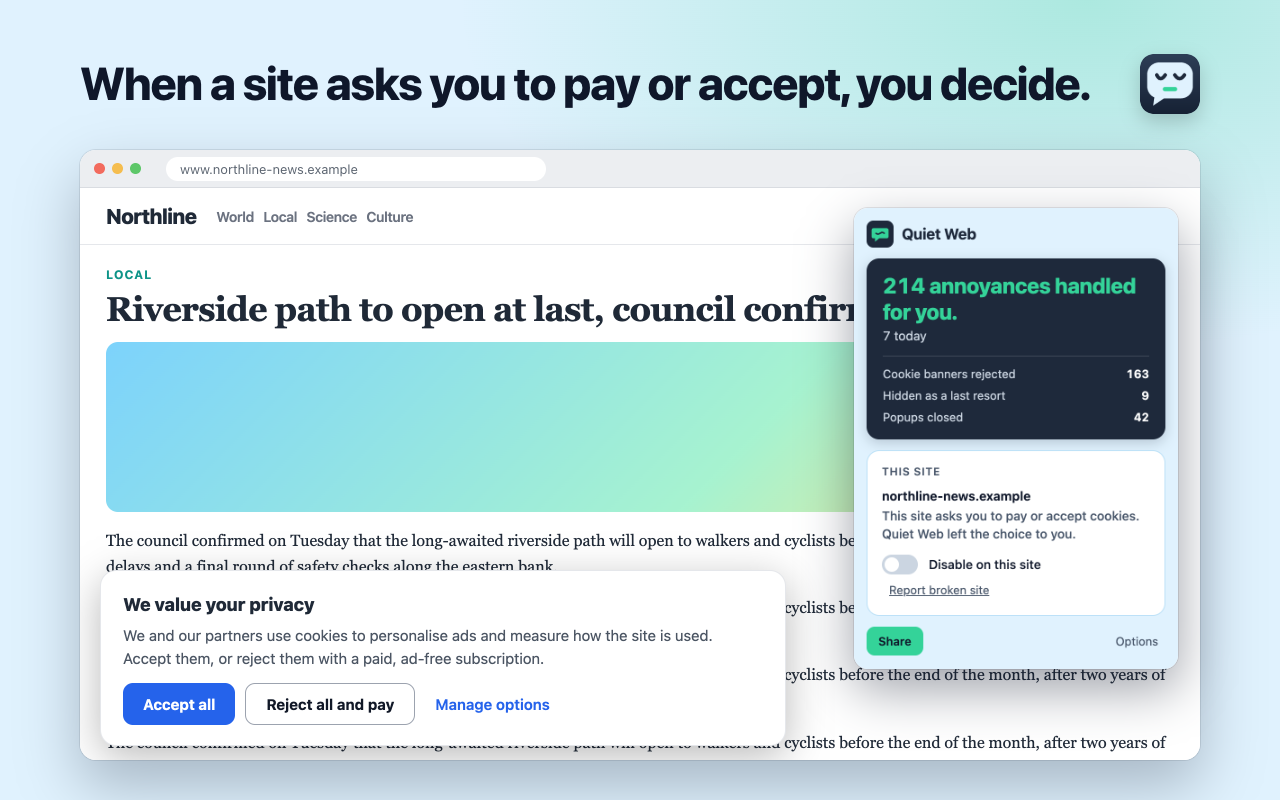 When a site asks you to pay or accept, you decide.
www.northline-news.example
Northline
World Local Science Culture
LOCAL
Riverside path to open at last, council confirm
The council confirmed on Tuesday that the long-awaited riverside path will open to walkers and cyclists be
delays and a final round of safety checks along the eastern bank
cyclists be
cyclists before the end of the month, after two years of
The council confirmed on Tuesday that the long-awaited riverside path will open to walkers and cyclists before the end of the month, after two years of
We value your privacy
We and our partners use cookies to personalise ads and measure how the site is used.
Accept them, or reject them with a paid, ad-free subscription.
Accept all
Reject all and pay
Manage options
Quiet Web
214 annoyances handled
for you.
7 today
Cookie banners rejected 163
Hidden as a last resort 9
Popups closed 42
THIS SITE
northline-news.example
This site asks you to pay or accept cookies.
Quiet Web left the choice to you.
Disable on this site
Report broken site
Share
Options